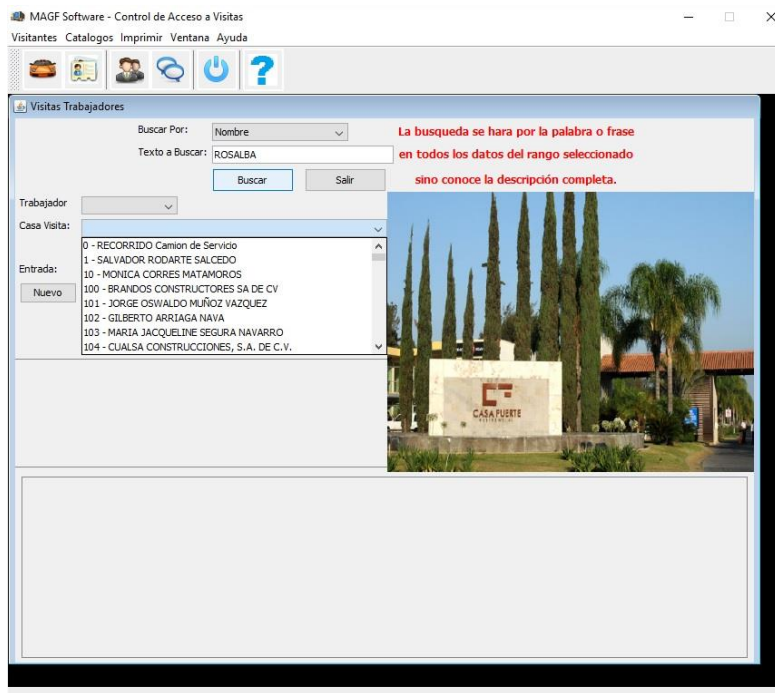 MAGF Software - Control de Acceso a Visitas
Visitantes Catalogos Imprimir Ventana Ayuda
Visitas Trabajadores
Buscar Por: Nombre
La busqueda se hara por la palabra o frase
Texto a Buscar: ROSALBA
en todos los datos del rango seleccionado
Buscar Salir
sino conoce la descripción completa.
Trabajador
Casa Visita:
0 - RECORRIDO Camion de Servicio
1 - SALVADOR RODARTE SALCEDO
Entrada:
10 - MONICA CORRES MATAMOROS
Nuevo
100 - BRANDOS CONSTRUCTORES SA DE CV
101 - JORGE OSWALDO MUÑOZ VAZQUEZ
102 - GILBERTO ARRIAGA NAVA
103 - MARIA JACQUELINE SEGURA NAVARRO
104 - CUALSA CONSTRUCCIONES, S.A. DE C.V.
CASA FUERTE